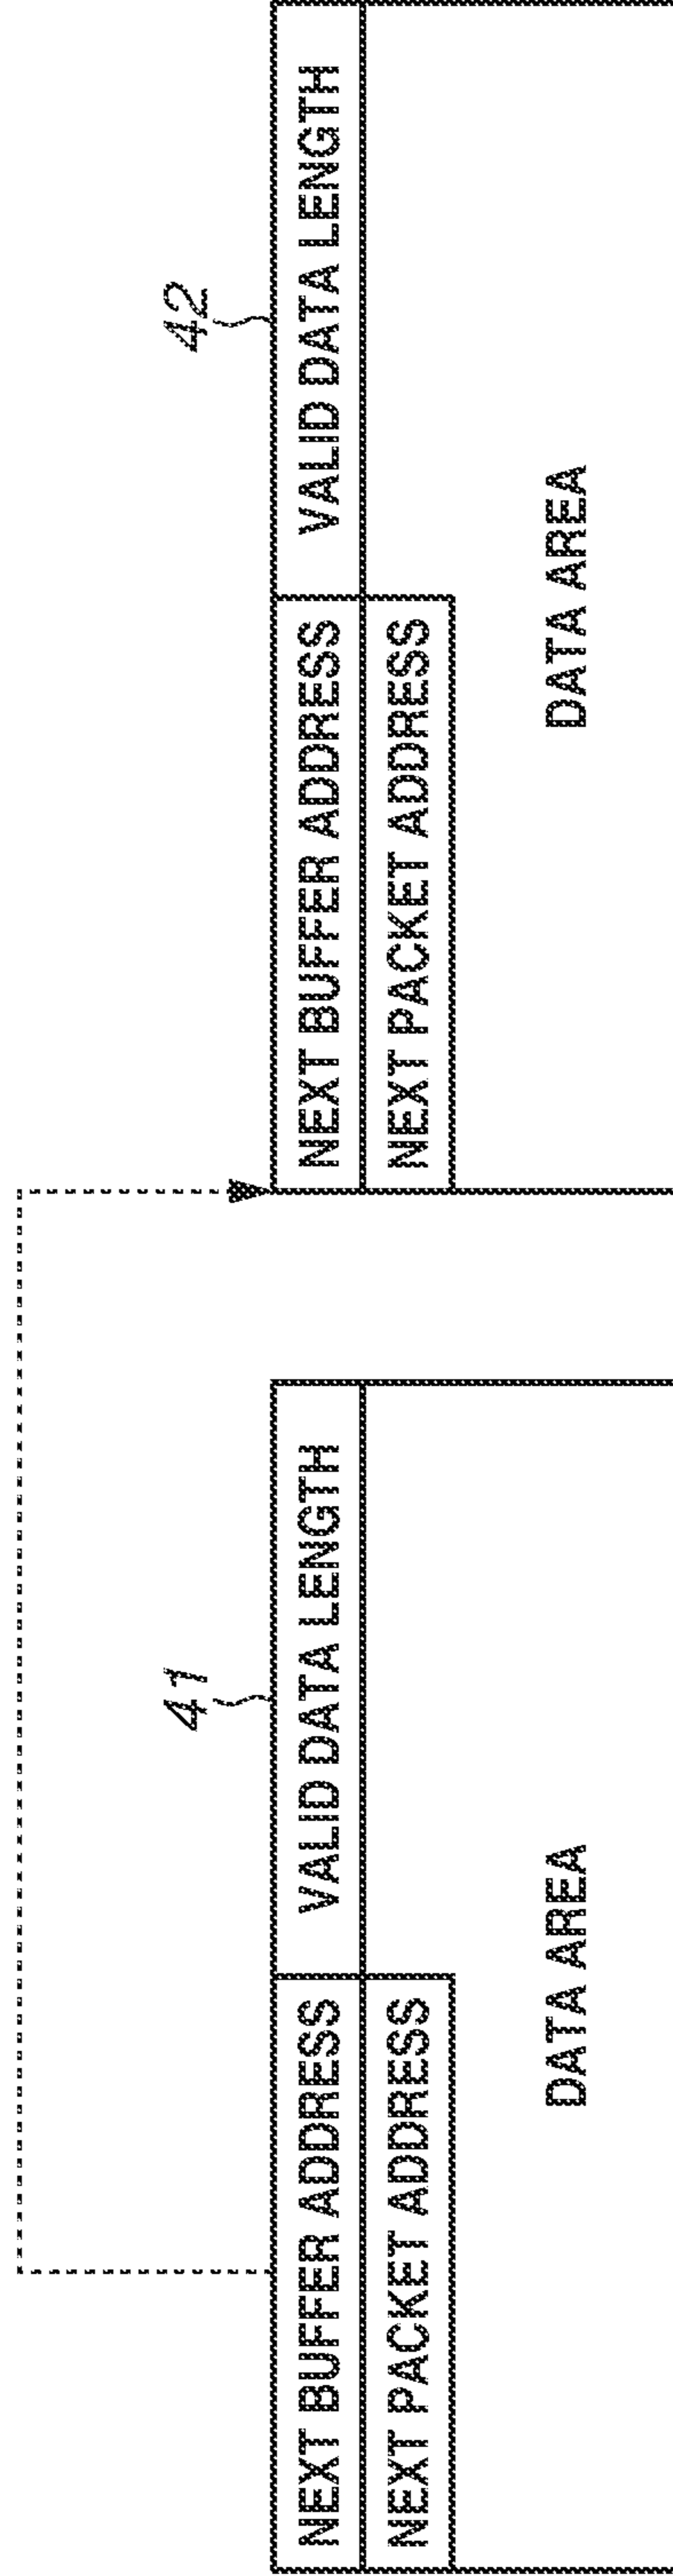 41
NEXT BUFFER ADDRESS
VALID DATA LENGTH
NEXT PACKET ADDRESS
DATA AREA
42
NEXT BUFFER ADDRESS
VALID DATA LENGTH
NEXT PACKET ADDRESS
DATA AREA